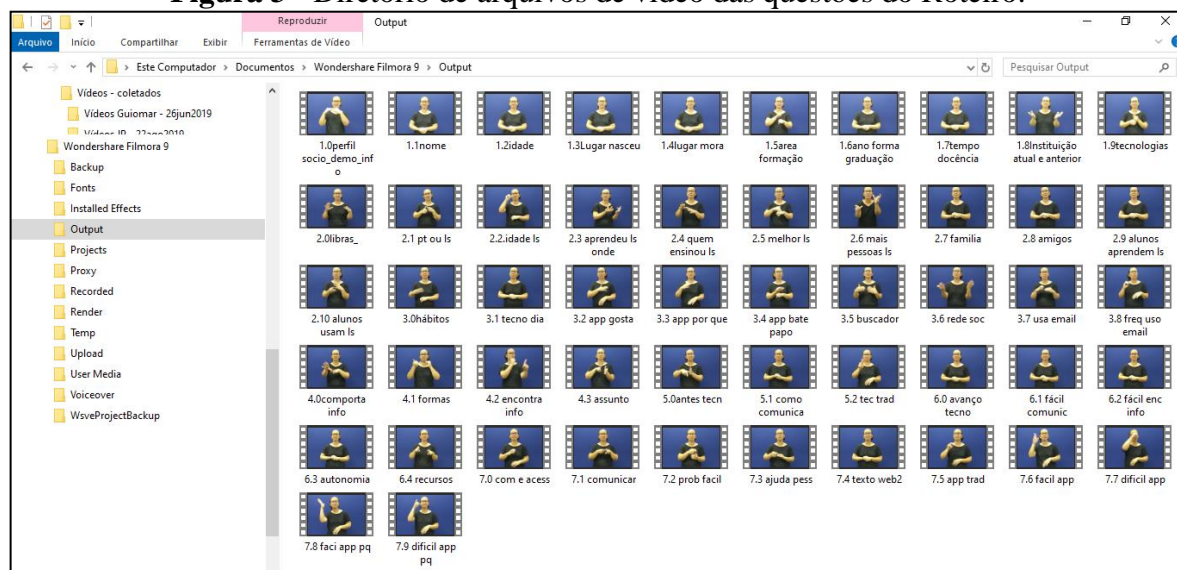 Figura 3 - Diretório de arquivos de vídeo das questões do Roteiro.
Reproduzir Output
Arquivo Início Compartilhar Exibir Ferramentas de Vídeo
Este Computador > Documentos > Wondershare Filmora 9 > Output
Pesquisar Output
Vídeos - coletados
Vídeos Guiomar - 26jun2019
Wondershare Filmora 9
Backup
Fonts
Installed Effects
Output
Projects
Proxy
Recorded
Render
Temp
Upload
User Media
Voiceover
WsveProjectBackup
1.0perfil
socio_demo_inf
o
1.1nome
1.2idade
1.3Lugar nasceu
1.4lugar mora
1.5area
formação
1.6ano forma
graduação
1.7tempo
docência
1.8Instituição
atual e anterior
1.9tecnologias
2.0libras_
2.1 pt ou ls
2.2.idade ls
2.3 aprendeu ls
onde
2.4 quem
ensinou ls
2.5 melhor ls
2.6 mais
pessoas ls
2.7 familia
2.8 amigos
2.9 alunos
aprendem ls
2.10 alunos
usam ls
3.0hábitos
3.1 tecno dia
3.2 app gosta
3.3 app por que
3.4 app bate
papo
3.5 buscador
3.6 rede soc
3.7 usa email
3.8 freq uso
email
4.0comporta
info
4.1 formas
4.2 encontra
info
4.3 assunto
5.0antes tecn
5.1 como
comunica
5.2 tec trad
6.0 avanço
tecno
6.1 fácil
comunic
6.2 fácil enc
info
6.3 autonomia
6.4 recursos
7.0 com e acess
7.1 comunicar
7.2 prob facil
7.3 ajuda pess
7.4 texto web2
7.5 app trad
7.6 facil app
7.7 dificil app
7.8 faci app pq
7.9 dificil app
pq